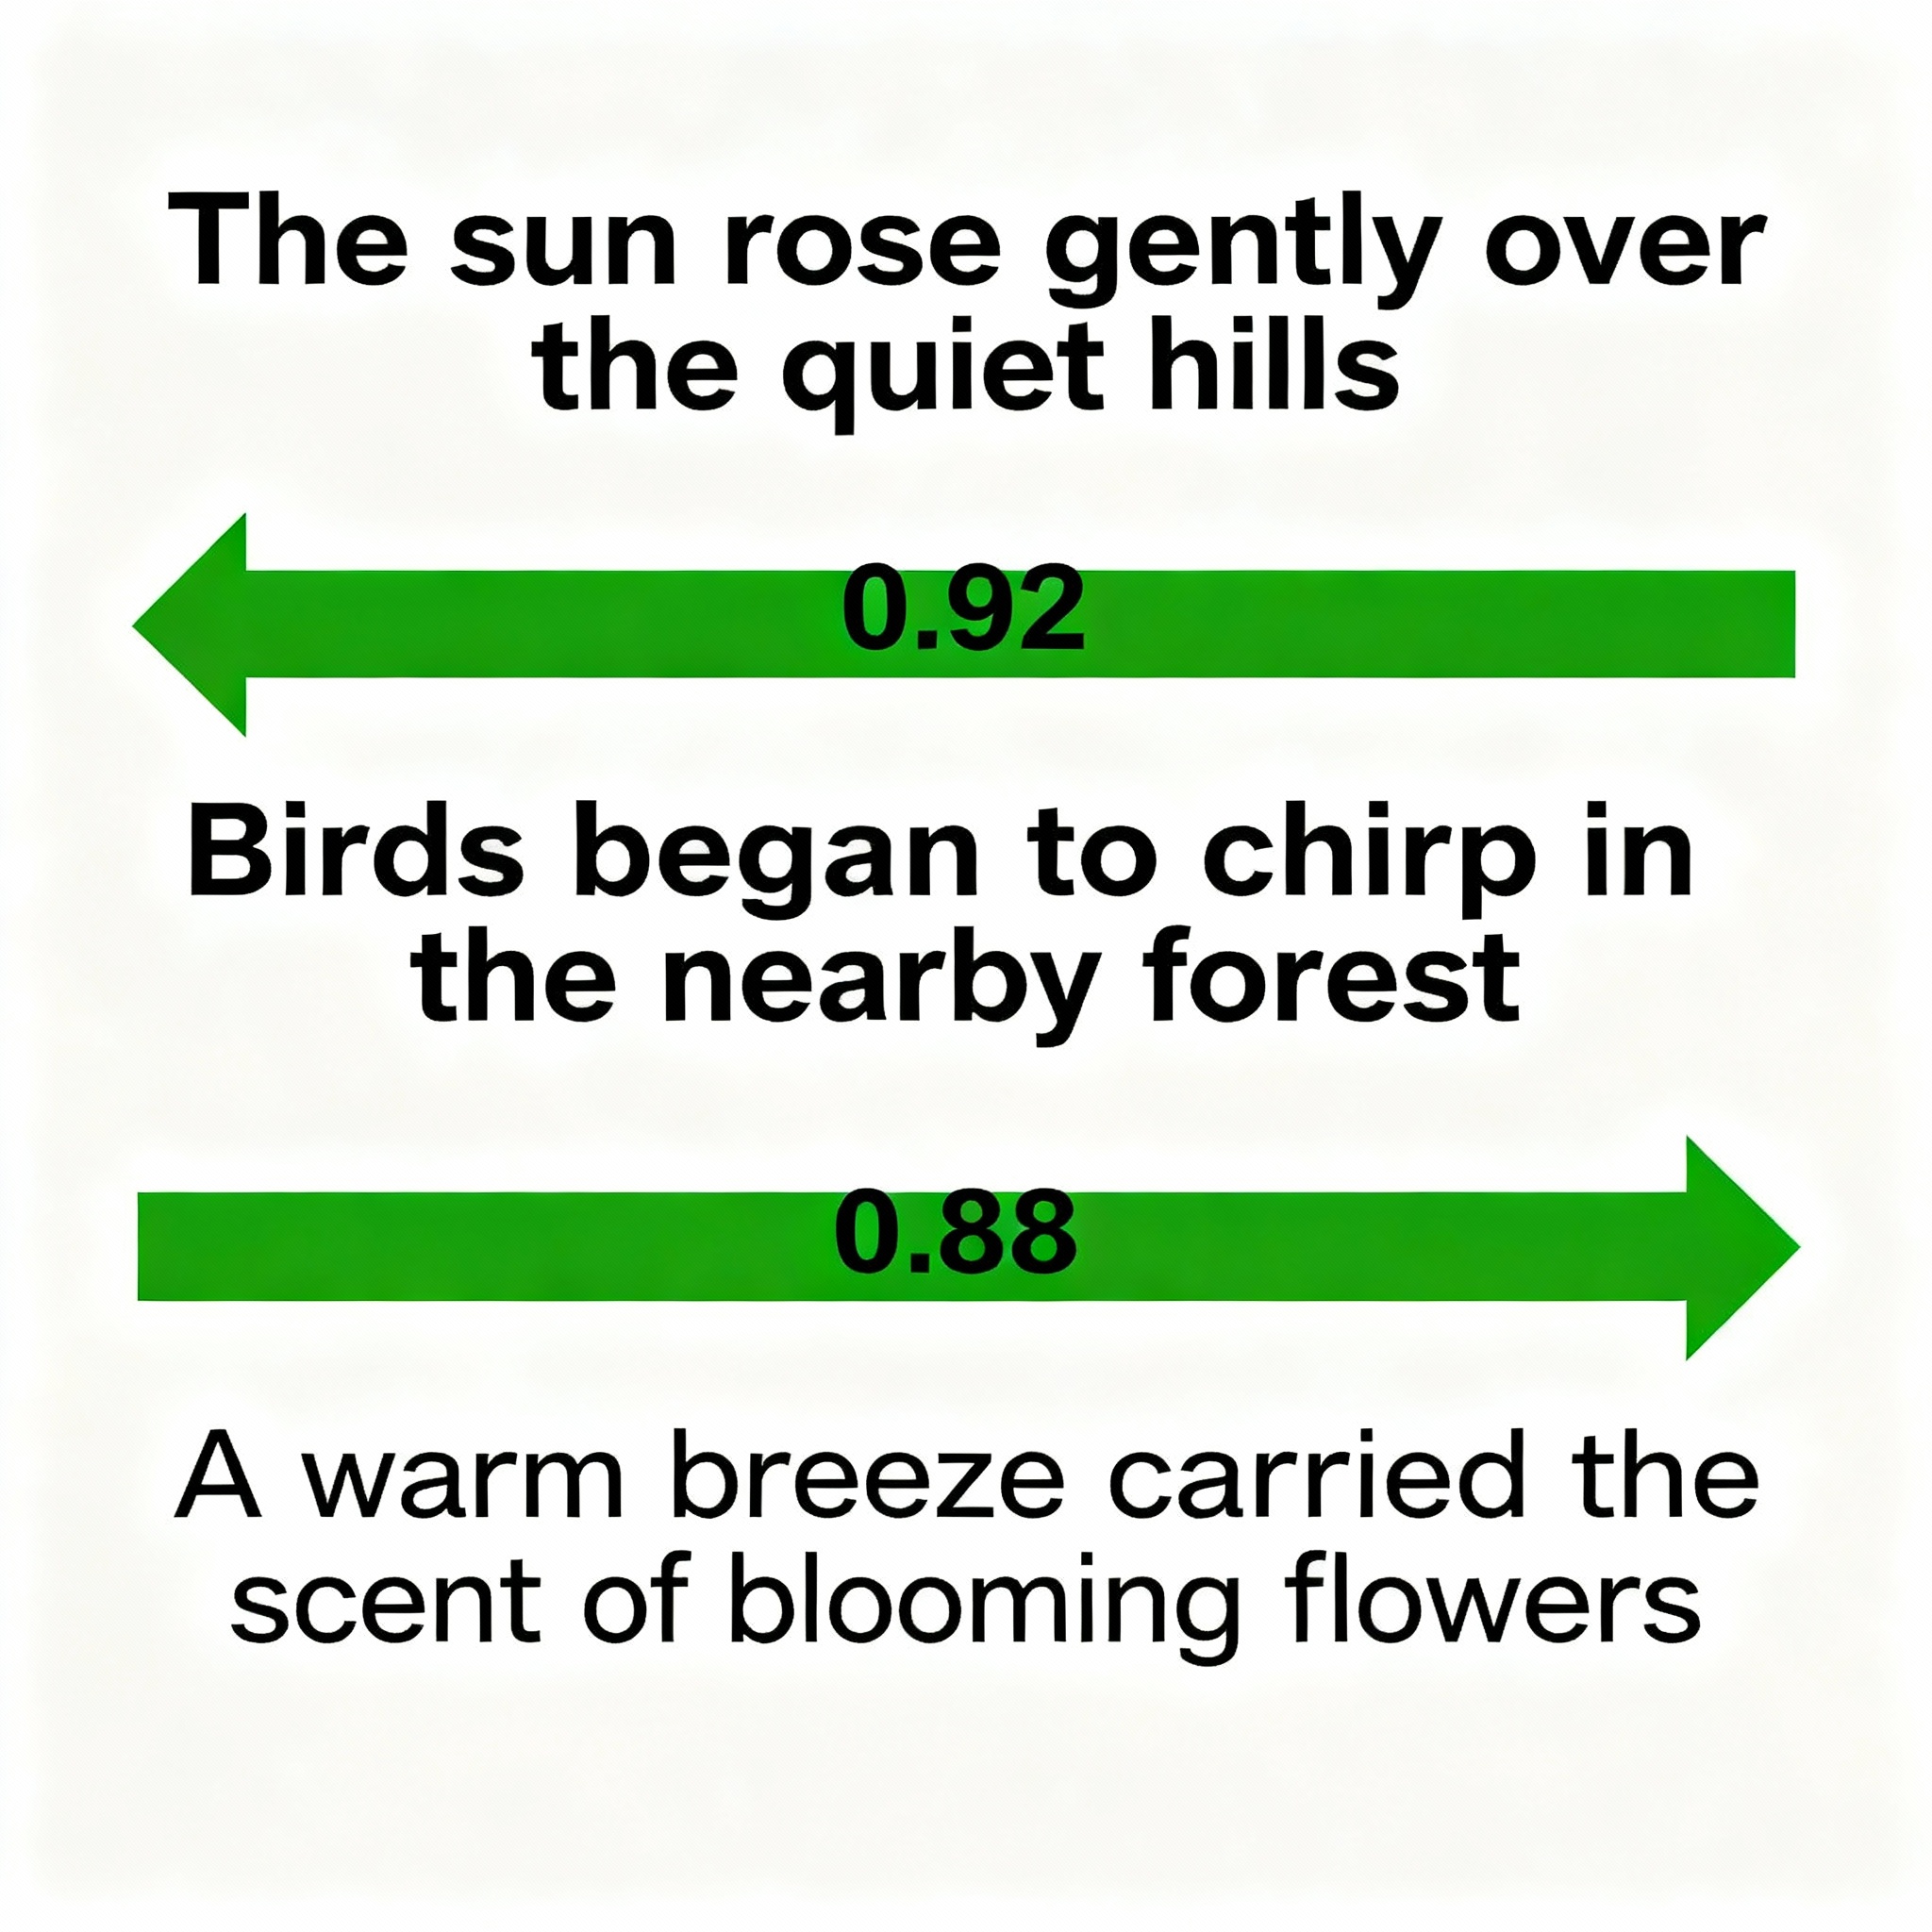 The sun rose gently over
the quiet hills
0.92
Birds began to chirp in
the nearby forest
0.88
A warm breeze carried the
scent of blooming flowers